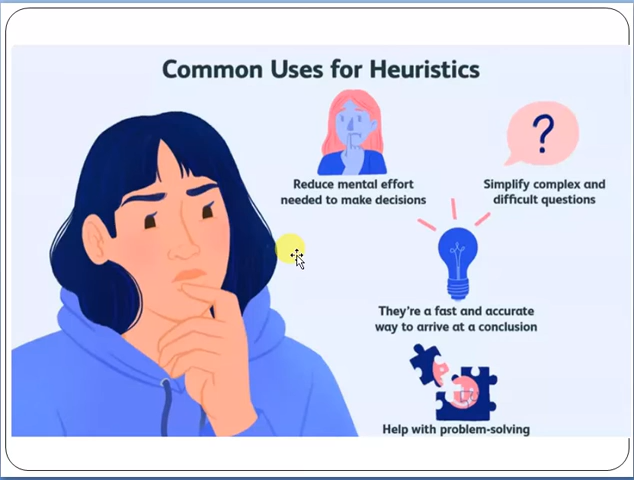 Common Uses for Heuristics
Reduce mental effort
needed to make decisions
?
Simplify complex and
difficult questions
They're a fast and accurate
way to arrive at a conclusion
Help with problem-solving